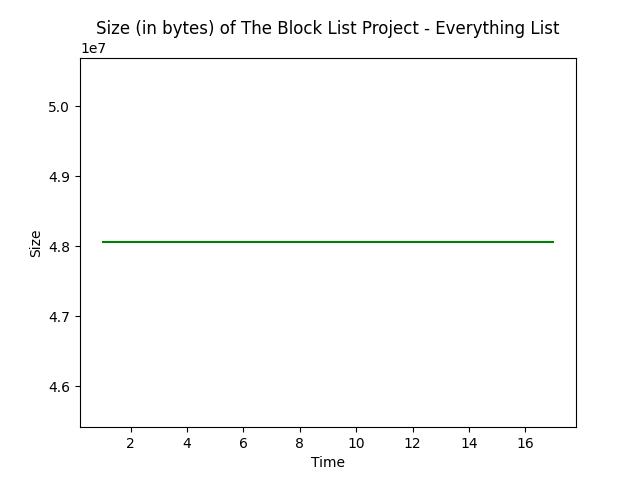 Size (in bytes) of The Block List Project - Everything List
1e7
5.0
4.9
4.8
4.7
4.6
Size
2 4 6 8 10 12 14 16
Time